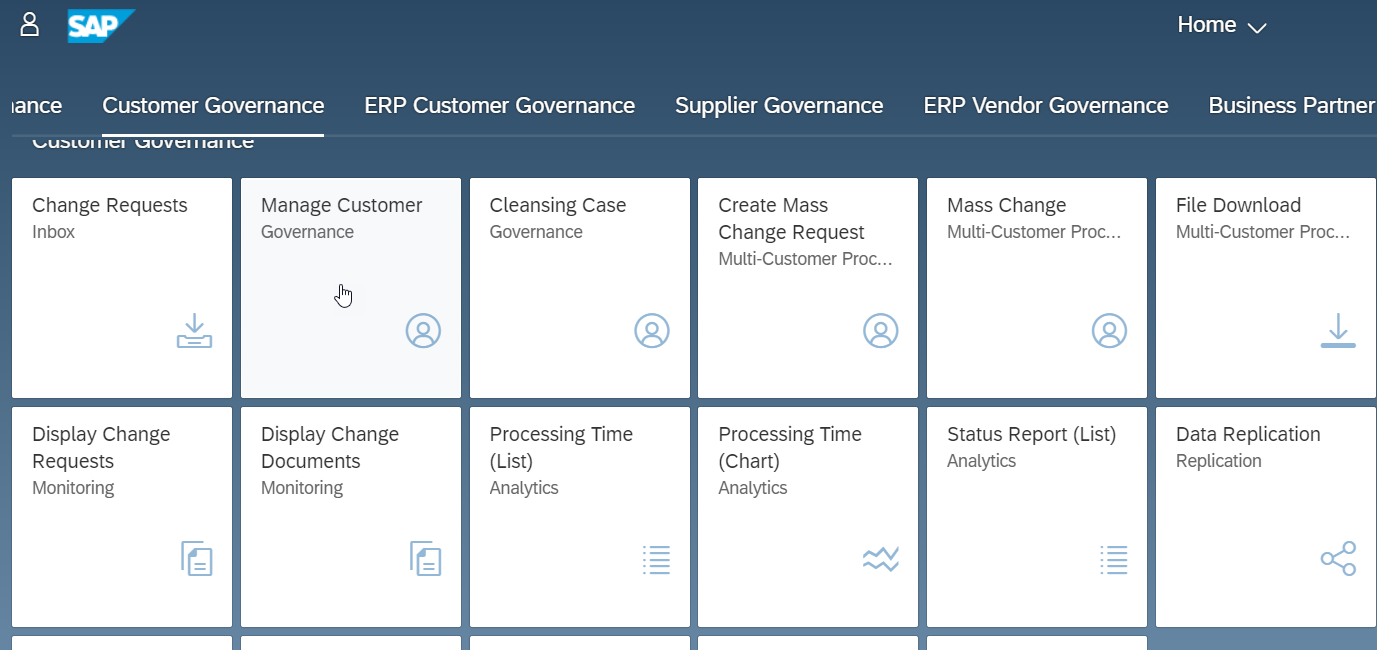 SAP
Home
Customer Governance
ERP Customer Governance
Supplier Governance
ERP Vendor Governance
Business Partner
Customer Governance
Change Requests
Inbox
Manage Customer
Governance
Cleansing Case
Governance
Create Mass
Change Request
Multi-Customer Proc...
Mass Change
Multi-Customer Proc...
File Download
Multi-Customer Proc...
Display Change
Requests
Monitoring
Display Change
Documents
Monitoring
Processing Time
(List)
Analytics
Processing Time
(Chart)
Analytics
Status Report (List)
Analytics
Data Replication
Replication